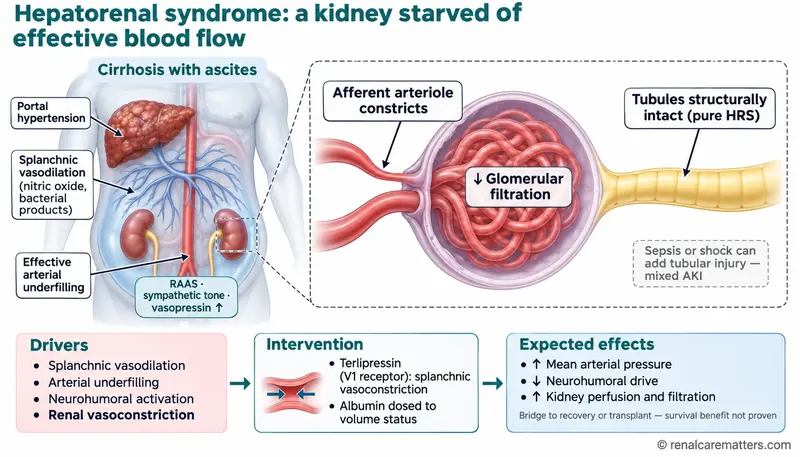 Hepatorenal syndrome: a kidney starved of
effective blood flow
Cirrhosis with ascites
Portal
hypertension
Splanchnic
vasodilation
(nitric oxide,
bacterial
products)
Effective
arterial
underfilling
RAAS ·
sympathetic tone ·
vasopressin ↑
Afferent arteriole
constricts
↓ Glomerular
filtration
Tubules structurally
intact (pure HRS)
Sepsis or shock can
add tubular injury —
mixed AKI
Drivers
• Splanchnic vasodilation
• Arterial underfilling
• Neurohumoral activation
• Renal vasoconstriction
Intervention
• Terlipressin
(V1 receptor): splanchnic
vasoconstriction
• Albumin dosed to
volume status
Expected effects
• ↑ Mean arterial pressure
• ↓ Neurohumoral drive
• ↑ Kidney perfusion and filtration
Bridge to recovery or transplant — survival benefit not proven
© renalcarematters.com